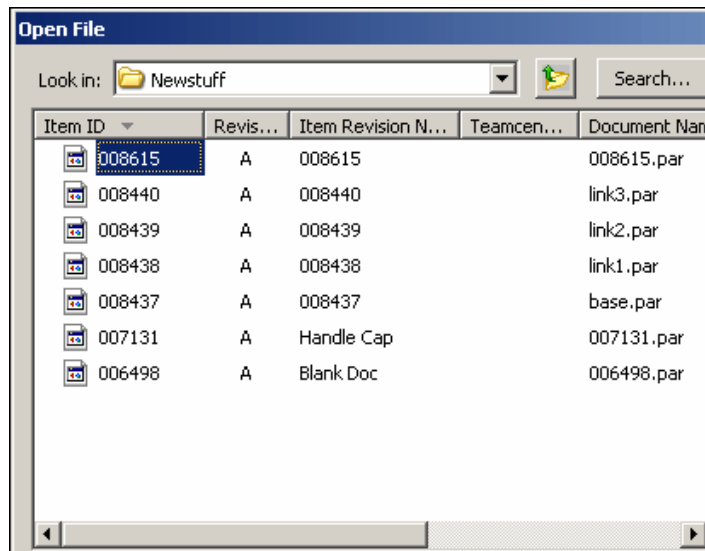 Open File
Look in: Newstuff Search...
Item ID Revis... Item Revision N... Teamcen... Document Nam
008615 A 008615 008615.par
008440 A 008440 link3.par
008439 A 008439 link2.par
008438 A 008438 link1.par
008437 A 008437 base.par
007131 A Handle Cap 007131.par
006498 A Blank Doc 006498.par